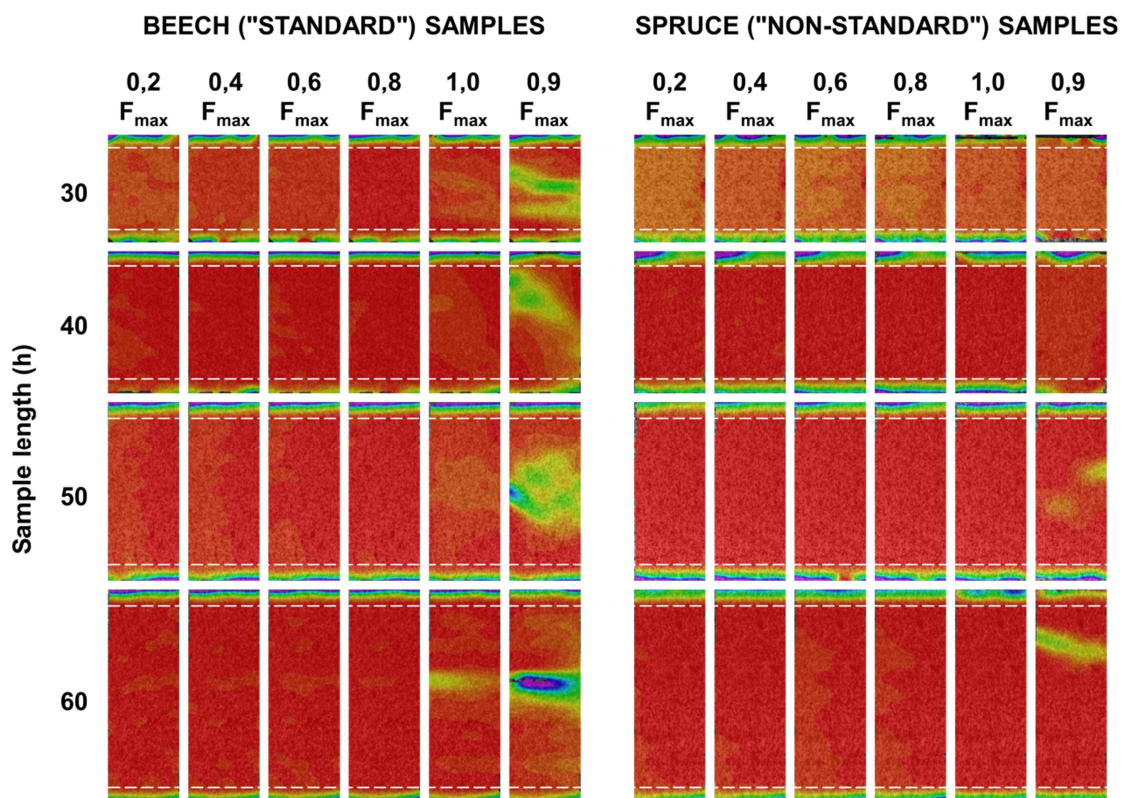 BEECH ("STANDARD") SAMPLES
SPRUCE ("NON-STANDARD") SAMPLES
0,2 0,4 0,6 0,8 1,0 0,9
Fmax Fmax Fmax Fmax Fmax Fmax
0,2 0,4 0,6 0,8 1,0 0,9
Fmax Fmax Fmax Fmax Fmax Fmax
Sample length (h)
30
40
50
60